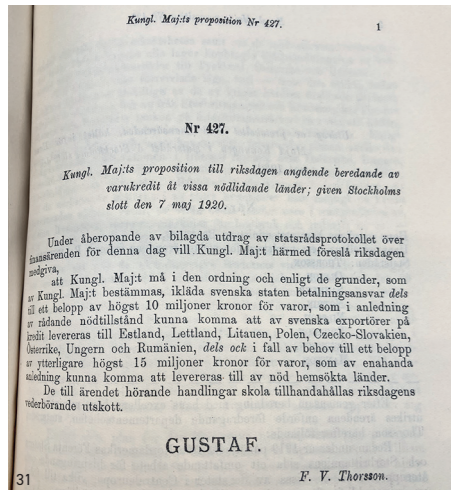 Kungl. Maj:ts proposition Nr 427.
1
Nr 427.
Kungl. Maj:ts proposition till riksdagen angående beredande av
varukredit åt vissa nödlidande länder; given Stockholms
slott den 7 maj 1920.
Under åberopande av bilagda utdrag av statsrådsprotokollet över
finansärenden för denna dag vill Kungl. Maj:t härmed föreslå riksdagen
medgiva,
att Kungl. Maj:t må i den ordning och enligt de grunder, som
av Kungl. Maj:t bestämmas, ikläda svenska staten betalningsansvar dels
till ett belopp av högst 10 miljoner kronor för varor, som i anledning
av rådande nödtillstånd kunna komma att av svenska exportörer på
kredit levereras till Estland, Lettland, Litauen, Polen, Czecko-Slovakien,
Österrike, Ungern och Rumänien, dels ock i fall av behov till ett belopp
av ytterligare högst 15 miljoner kronor för varor, som av enahanda
anledning kunna komma att levereras till av nöd hemsökta länder.
De till ärendet hörande handlingar skola tillhandahållas riksdagens
vederbörande utskott.
GUSTAF.
F. V. Thorsson.
31